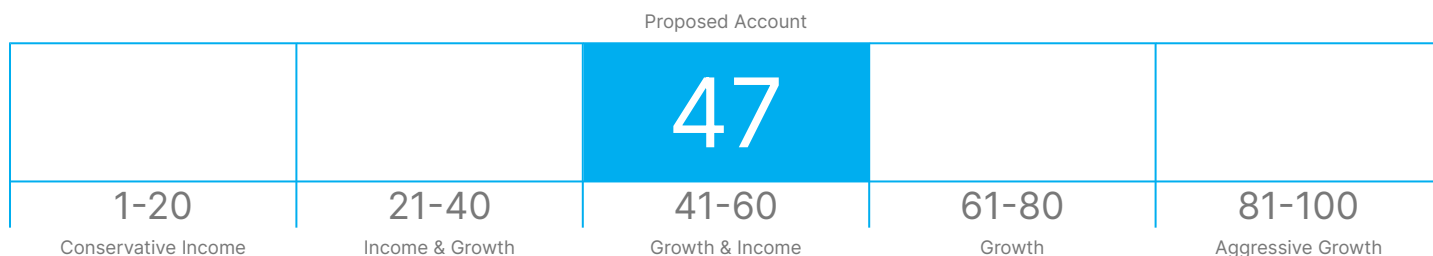 Proposed Account
47
1-20
21-40
41-60
61-80
81-100
Conservative Income
Income & Growth
Growth & Income
Growth
Aggressive Growth